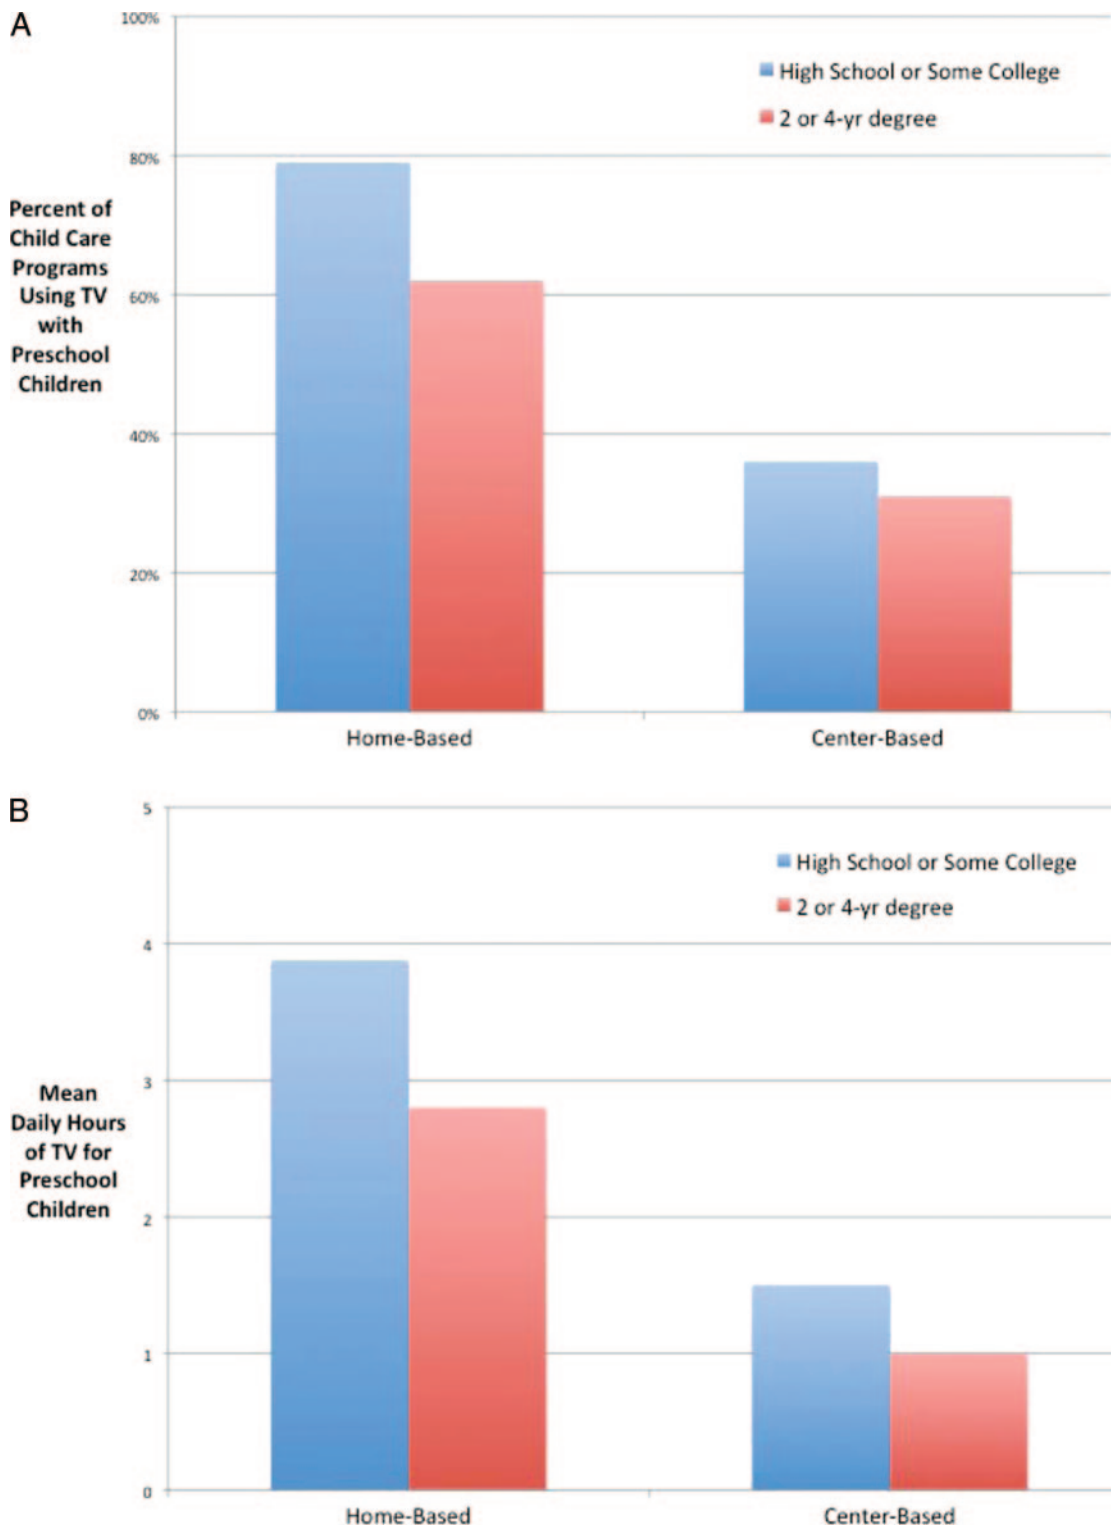 A
100%
High School or Some College
2 or 4-yr degree
80%
Percent of
Child Care
Programs
Using TV
with
Preschool
Children
60%
40%
20%
0%
Home-Based
Center-Based
B
5
High School or Some College
2 or 4-yr degree
4
3
Mean
Daily Hours
of TV for
Preschool
Children
2
1
0
Home-Based
Center-Based